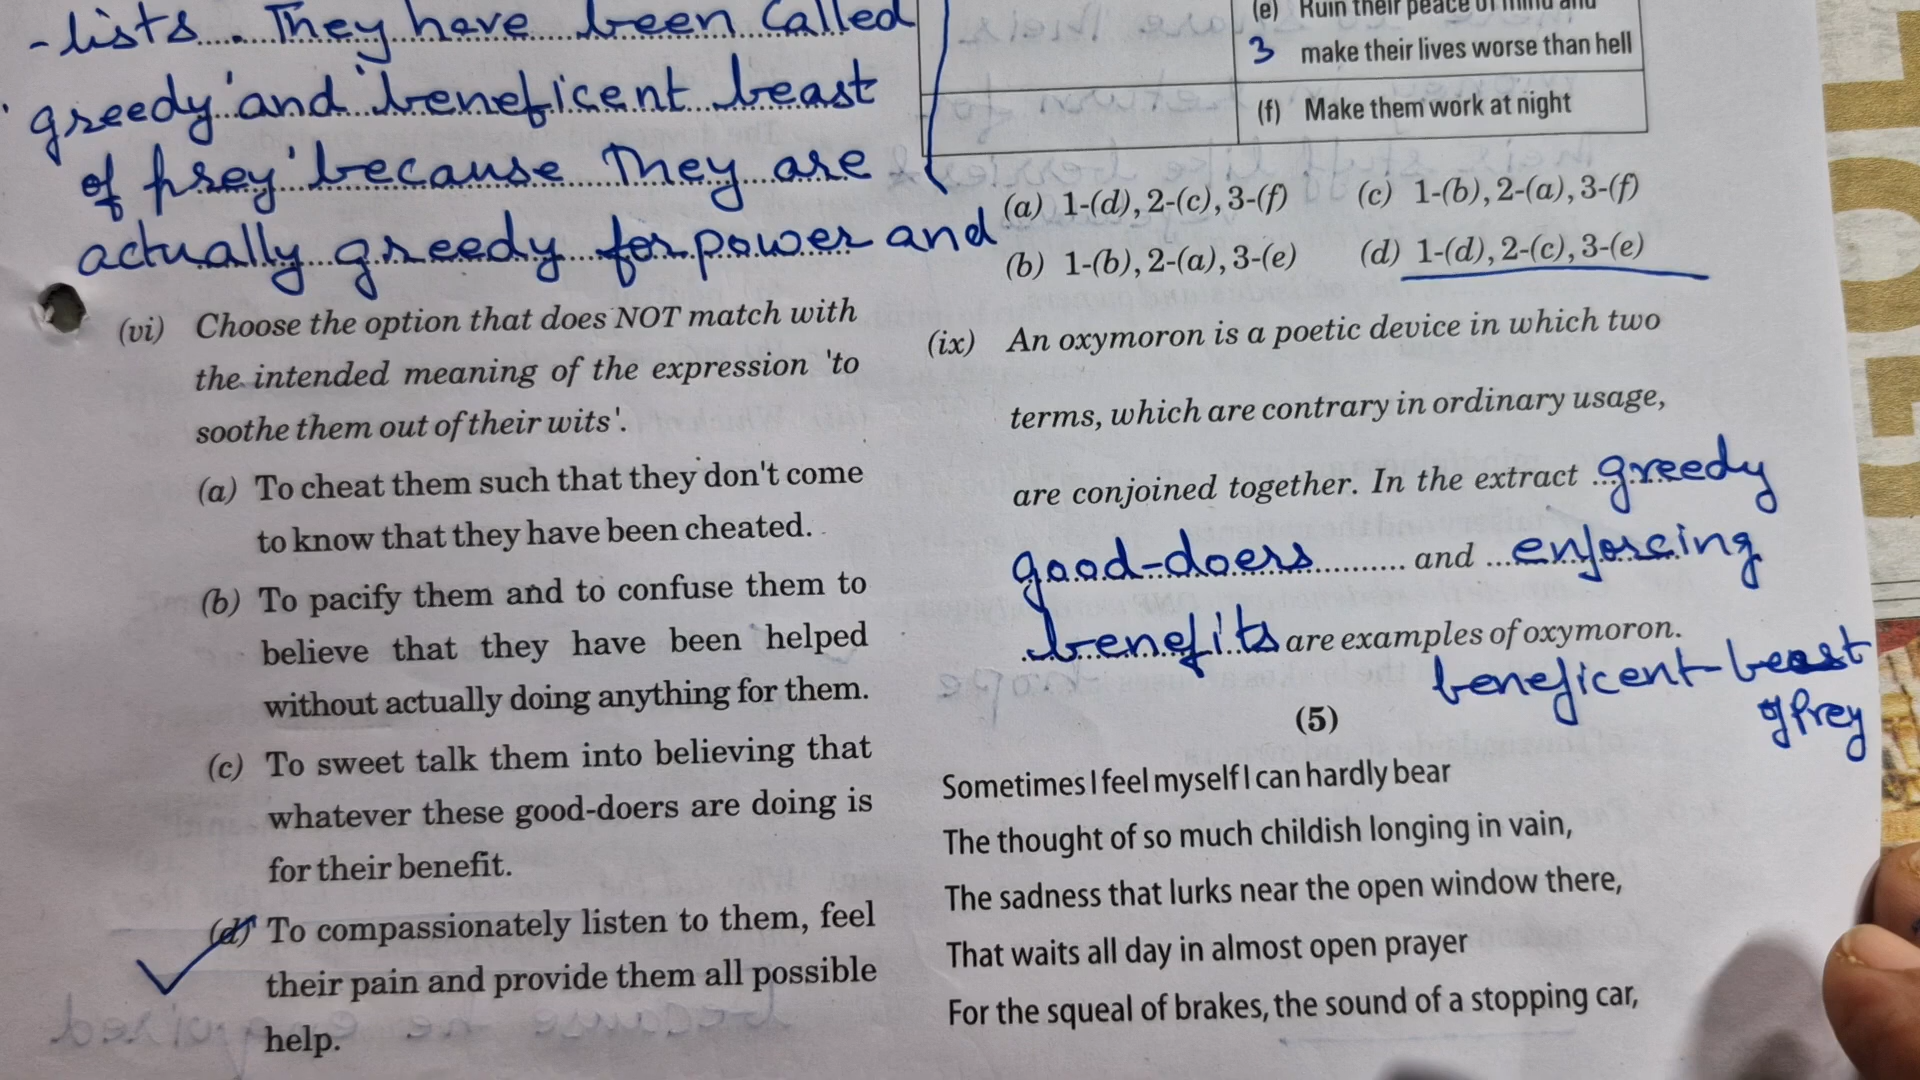 -lists. They have been called
'greedy' and 'beneficent beast
of prey' because they are
actually greedy for power and
(vi) Choose the option that does NOT match with
the intended meaning of the expression 'to
soothe them out of their wits'.
(a) To cheat them such that they don't come
to know that they have been cheated.
(b) To pacify them and to confuse them to
believe that they have been helped
without actually doing anything for them.
(c) To sweet talk them into believing that
whatever these good-doers are doing is
for their benefit.
(d) To compassionately listen to them, feel
their pain and provide them all possible
help.
(e) Ruin their peace of mind and
3 make their lives worse than hell
(f) Make them work at night
(a) 1-(d), 2-(c), 3-(f) (c) 1-(b), 2-(a), 3-(f)
(b) 1-(b), 2-(a), 3-(e) (d) 1-(d), 2-(c), 3-(e)
(ix) An oxymoron is a poetic device in which two
terms, which are contrary in ordinary usage,
are conjoined together. In the extract greedy
good-doers and enforcing
benefits are examples of oxymoron.
beneficent-beast
of prey
(5)
Sometimes I feel myself I can hardly bear
The thought of so much childish longing in vain,
The sadness that lurks near the open window there,
That waits all day in almost open prayer
For the squeal of brakes, the sound of a stopping car,